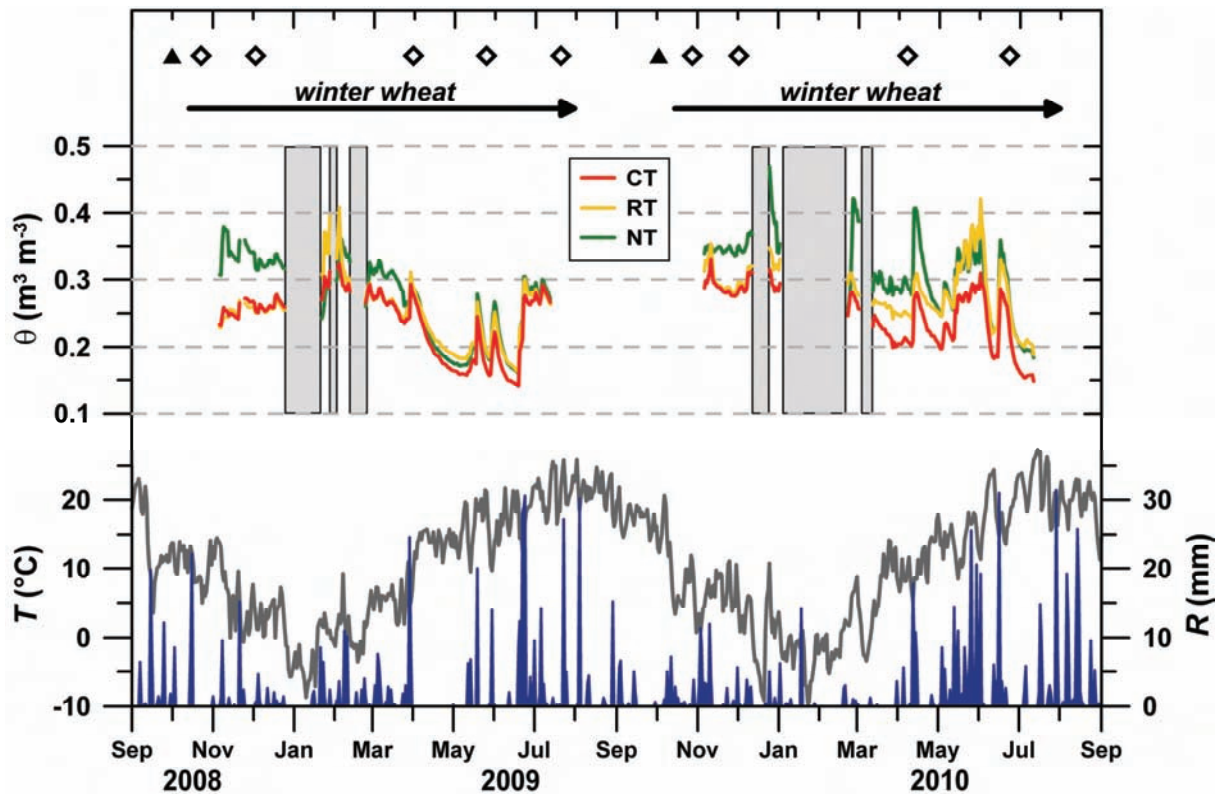 winter wheat winter wheat
0.5
0.4
0.3
0.2
0.1
θ (m³ m⁻³)
CT
RT
NT
20
10
0
-10
T (°C)
30
20
10
0
R (mm)
Sep Nov Jan Mar May Jul Sep Nov Jan Mar May Jul Sep
2008 2009 2010